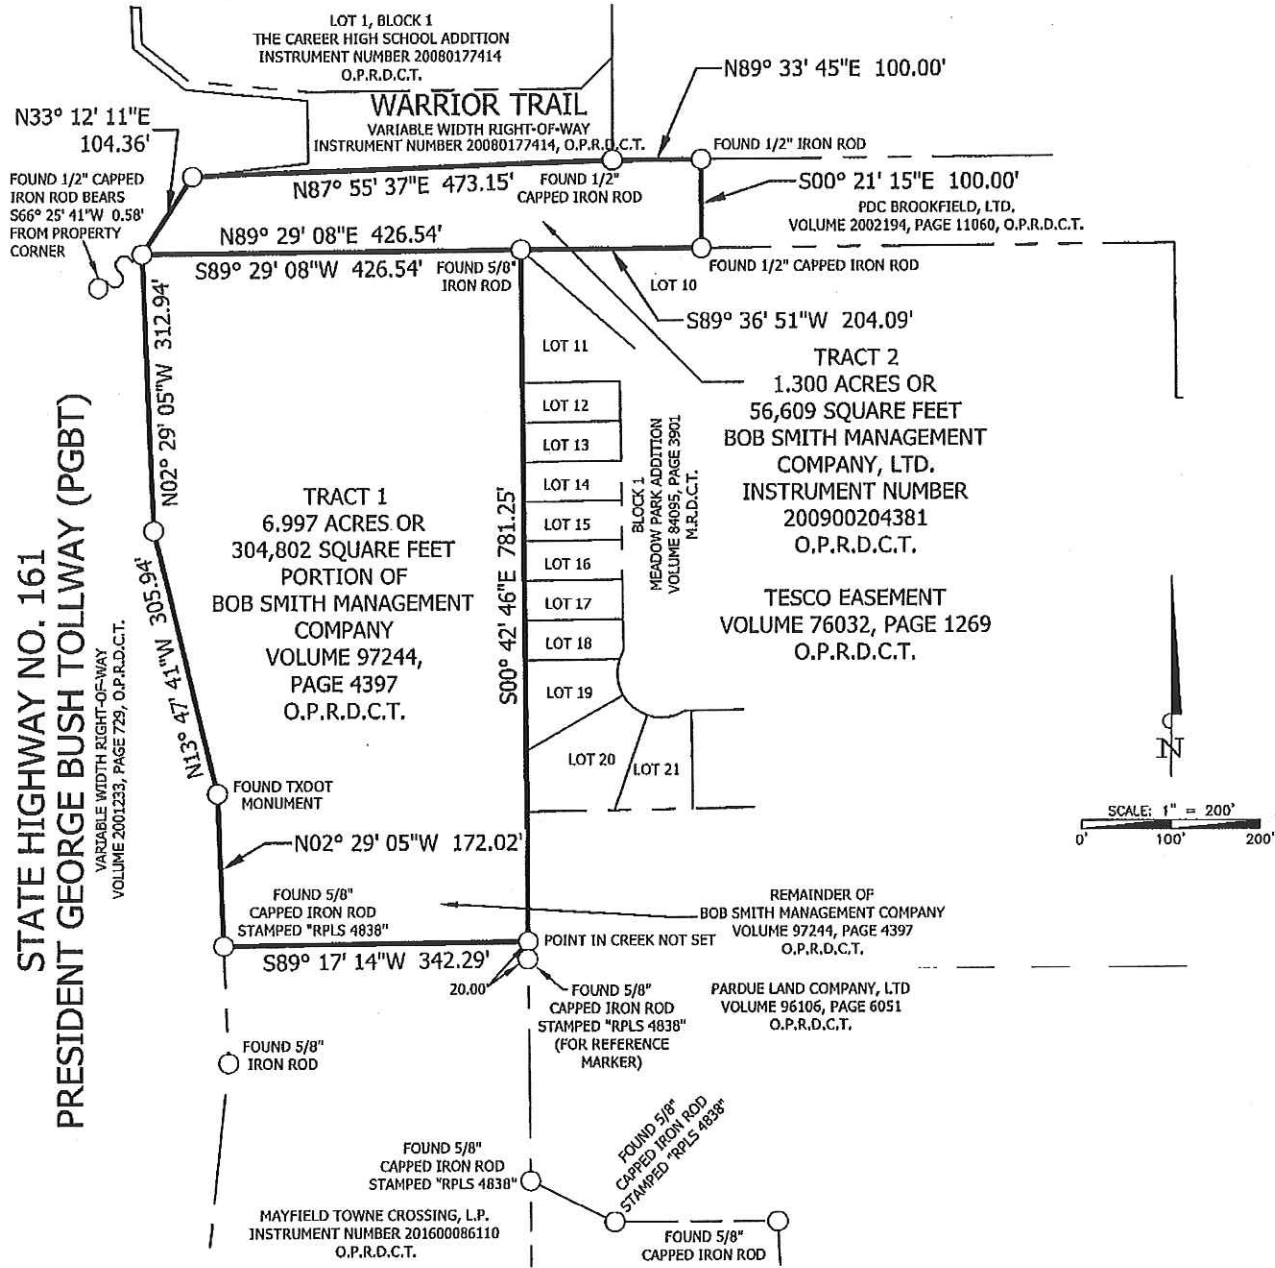 LOT 1, BLOCK 1
THE CAREER HIGH SCHOOL ADDITION
INSTRUMENT NUMBER 20080177414
O.P.R.D.C.T.
WARRIOR TRAIL
VARIABLE WIDTH RIGHT-OF-WAY
INSTRUMENT NUMBER 20080177414, O.P.R.D.C.T.
N89° 33' 45"E 100.00'
N33° 12' 11"E
104.36'
FOUND 1/2" IRON ROD
FOUND 1/2" CAPPED
IRON ROD BEARS
S66° 25' 41"W 0.58'
FROM PROPERTY
CORNER
N87° 55' 37"E 473.15'
FOUND 1/2"
CAPPED IRON ROD
S00° 21' 15"E 100.00'
PDC BROOKFIELD, LTD.
VOLUME 2002194, PAGE 11060, O.P.R.D.C.T.
N89° 29' 08"E 426.54'
S89° 29' 08"W 426.54'
FOUND 5/8"
IRON ROD
FOUND 1/2" CAPPED IRON ROD
LOT 10
S89° 36' 51"W 204.09'
N02° 29' 05"W 312.94'
LOT 11
LOT 12
LOT 13
LOT 14
LOT 15
LOT 16
LOT 17
LOT 18
LOT 19
LOT 20
LOT 21
BLOCK 1
MEADOW PARK ADDITION
VOLUME 84095, PAGE 3901
M.R.D.C.T.
TRACT 2
1.300 ACRES OR
56,609 SQUARE FEET
BOB SMITH MANAGEMENT
COMPANY, LTD.
INSTRUMENT NUMBER
200900204381
O.P.R.D.C.T.
TESCO EASEMENT
VOLUME 76032, PAGE 1269
O.P.R.D.C.T.
TRACT 1
6.997 ACRES OR
304,802 SQUARE FEET
PORTION OF
BOB SMITH MANAGEMENT
COMPANY
VOLUME 97244,
PAGE 4397
O.P.R.D.C.T.
S00° 42' 46"E 781.25'
STATE HIGHWAY NO. 161
PRESIDENT GEORGE BUSH TOLLWAY (PGBT)
VARIABLE WIDTH RIGHT-OF-WAY
VOLUME 2001233, PAGE 729, O.P.R.D.C.T.
N13° 47' 41"W 305.94'
FOUND TXDOT
MONUMENT
N02° 29' 05"W 172.02'
N
SCALE: 1" = 200'
0' 100' 200'
FOUND 5/8"
CAPPED IRON ROD
STAMPED "RPLS 4838"
REMAINDER OF
BOB SMITH MANAGEMENT COMPANY
VOLUME 97244, PAGE 4397
O.P.R.D.C.T.
POINT IN CREEK NOT SET
S89° 17' 14"W 342.29'
20.00'
FOUND 5/8"
CAPPED IRON ROD
STAMPED "RPLS 4838"
(FOR REFERENCE
MARKER)
PARDUE LAND COMPANY, LTD
VOLUME 96106, PAGE 6051
O.P.R.D.C.T.
FOUND 5/8"
IRON ROD
FOUND 5/8"
CAPPED IRON ROD
STAMPED "RPLS 4838"
FOUND 5/8"
CAPPED IRON ROD
STAMPED "RPLS 4838"
MAYFIELD TOWNE CROSSING, L.P.
INSTRUMENT NUMBER 201600086110
O.P.R.D.C.T.
FOUND 5/8"
CAPPED IRON ROD